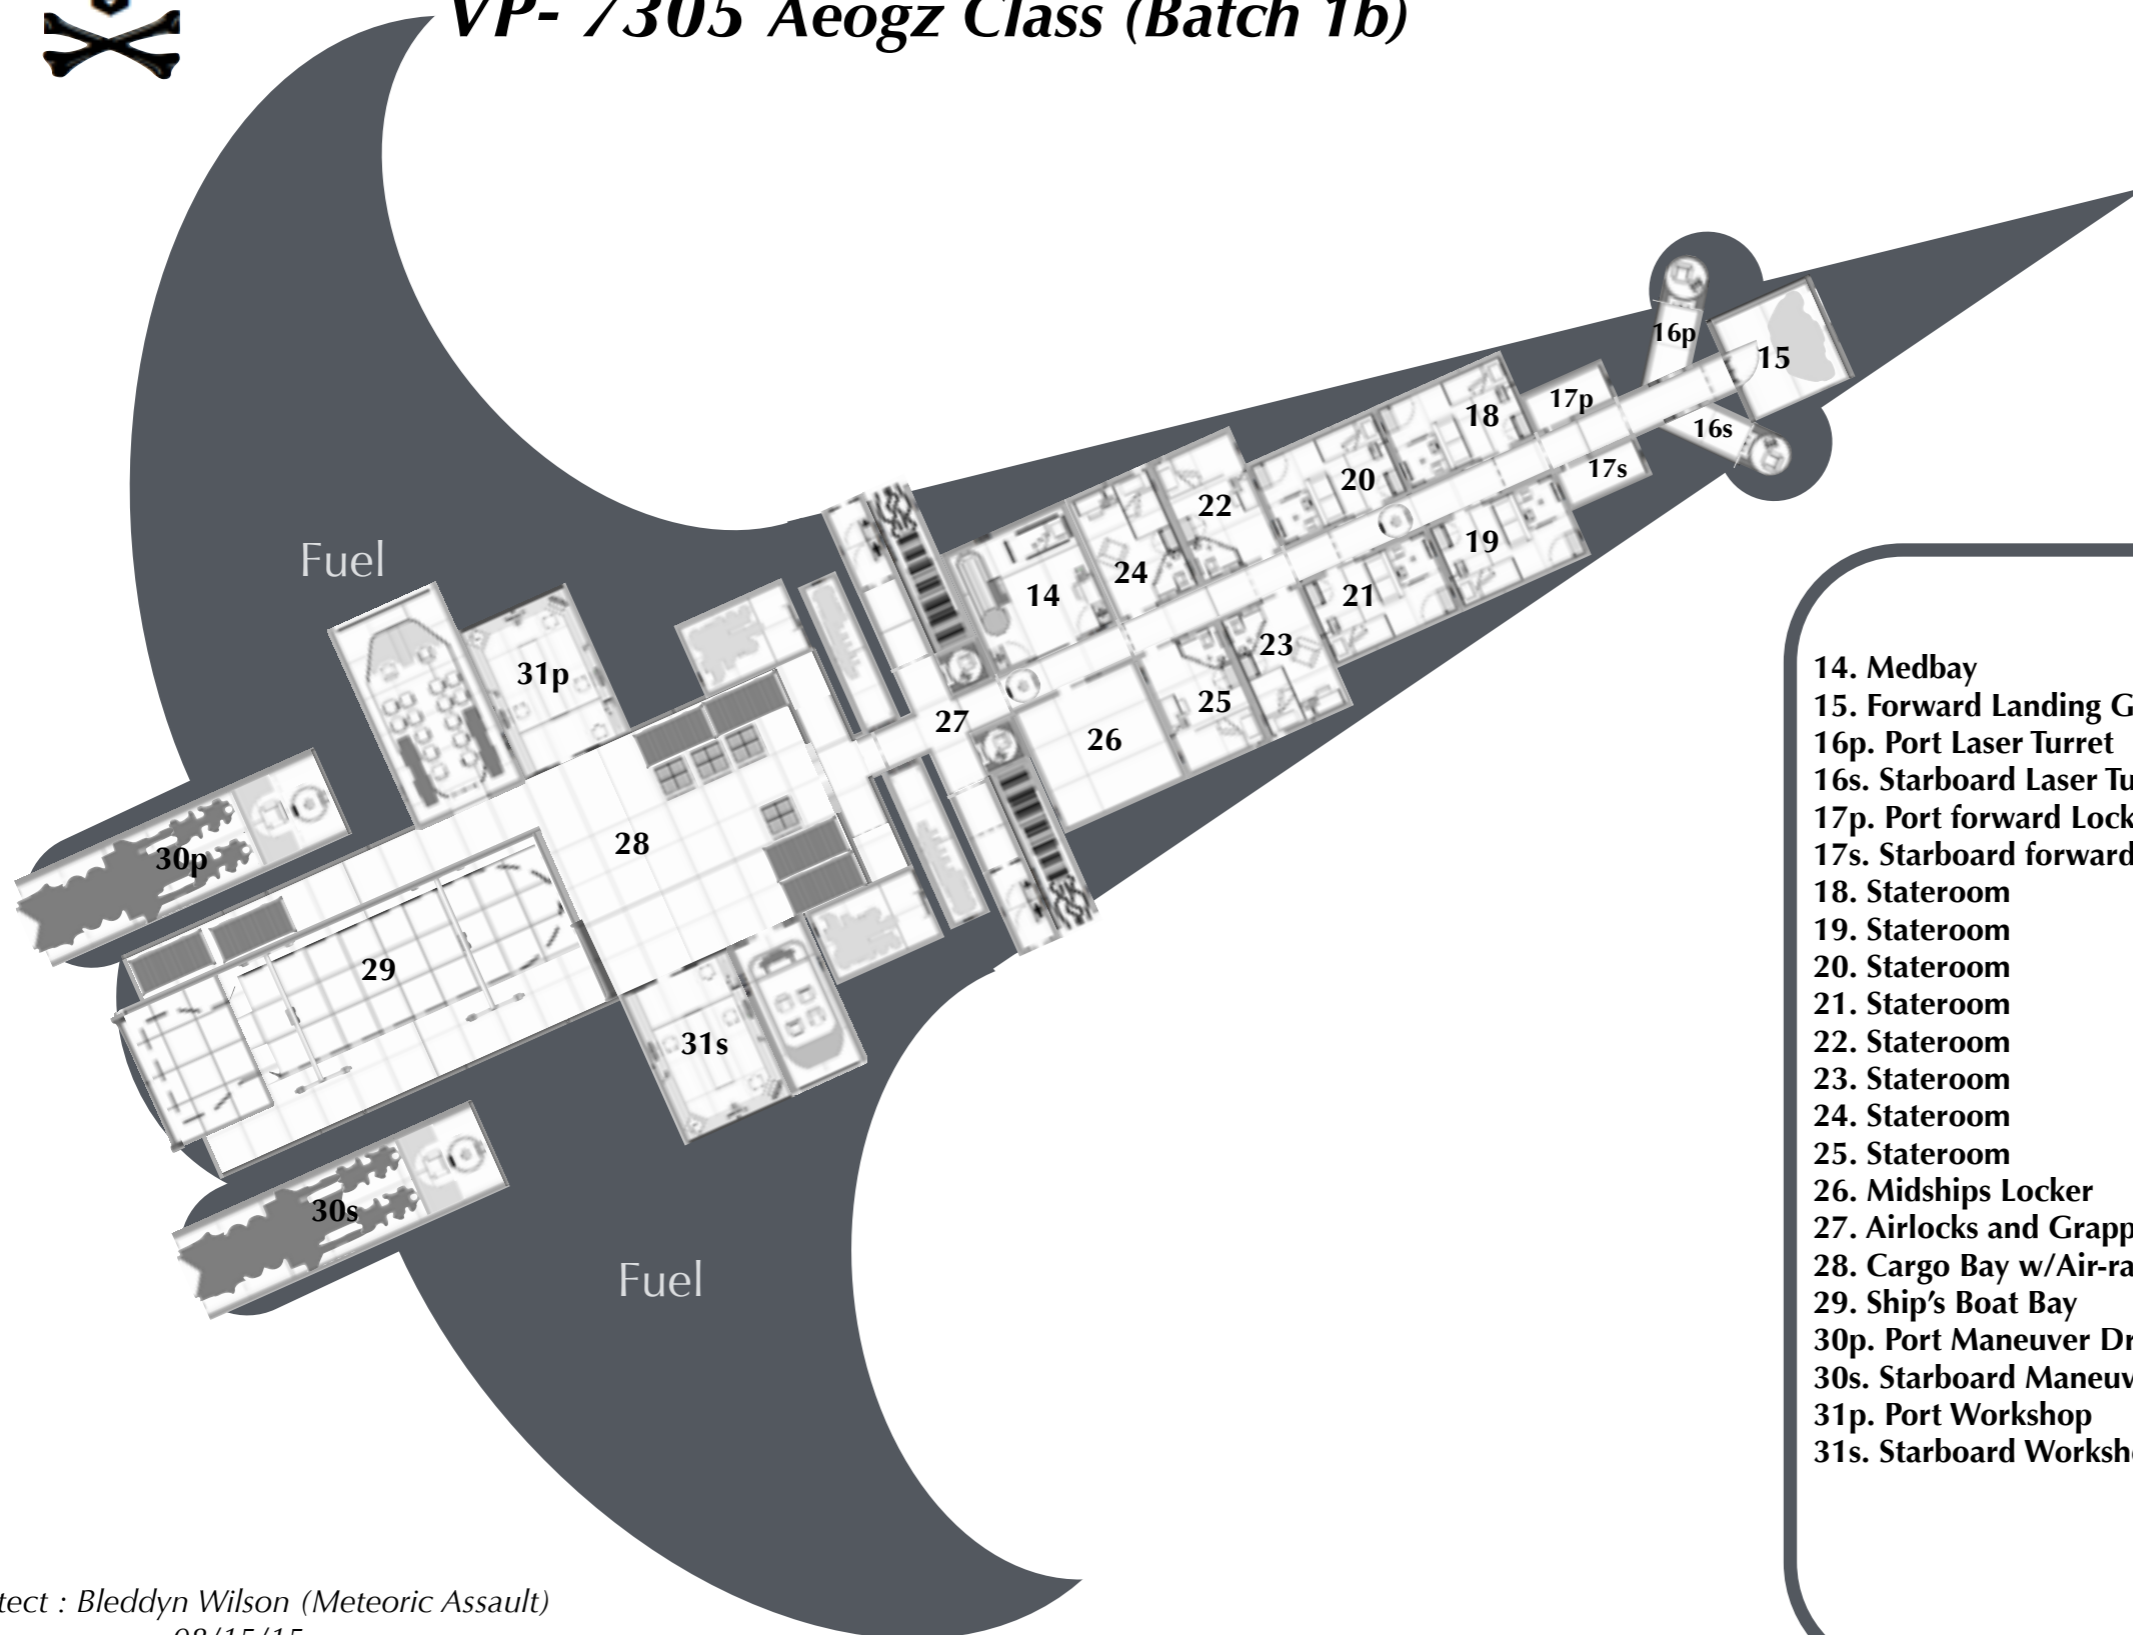 VP- 7305 Aeogz Class (Batch 1b)
16p
15
17p
16s
18
17s
20
22
19
Fuel
24
14
21
23
31p
25
27
26
28
30p
29
31s
30s
Fuel
14. Medbay
15. Forward Landing G
16p. Port Laser Turret
16s. Starboard Laser Tu
17p. Port forward Lock
17s. Starboard forward
18. Stateroom
19. Stateroom
20. Stateroom
21. Stateroom
22. Stateroom
23. Stateroom
24. Stateroom
25. Stateroom
26. Midships Locker
27. Airlocks and Grapp
28. Cargo Bay w/Air-ra
29. Ship's Boat Bay
30p. Port Maneuver Dr
30s. Starboard Maneuv
31p. Port Workshop
31s. Starboard Worksh
tect : Bleddyn Wilson (Meteoric Assault)
08/15/15